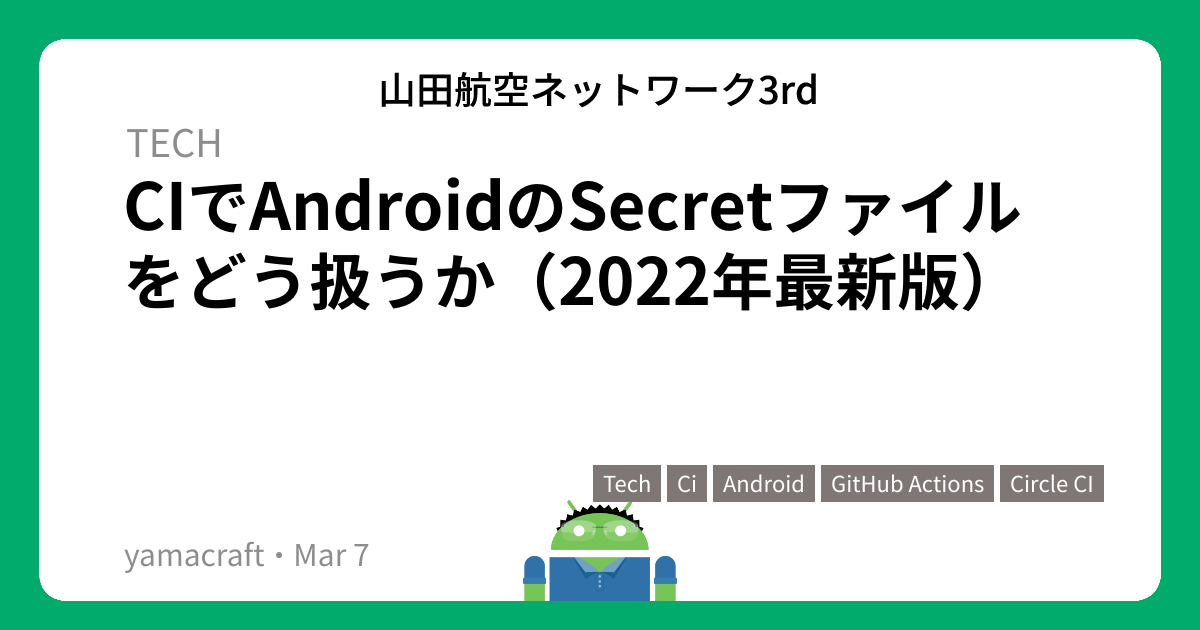 山田航空ネットワーク3rd
TECH
CIでAndroidのSecretファイル
をどう扱うか（2022年最新版）
Tech Ci Android GitHub Actions Circle CI
yamacraft・Mar 7